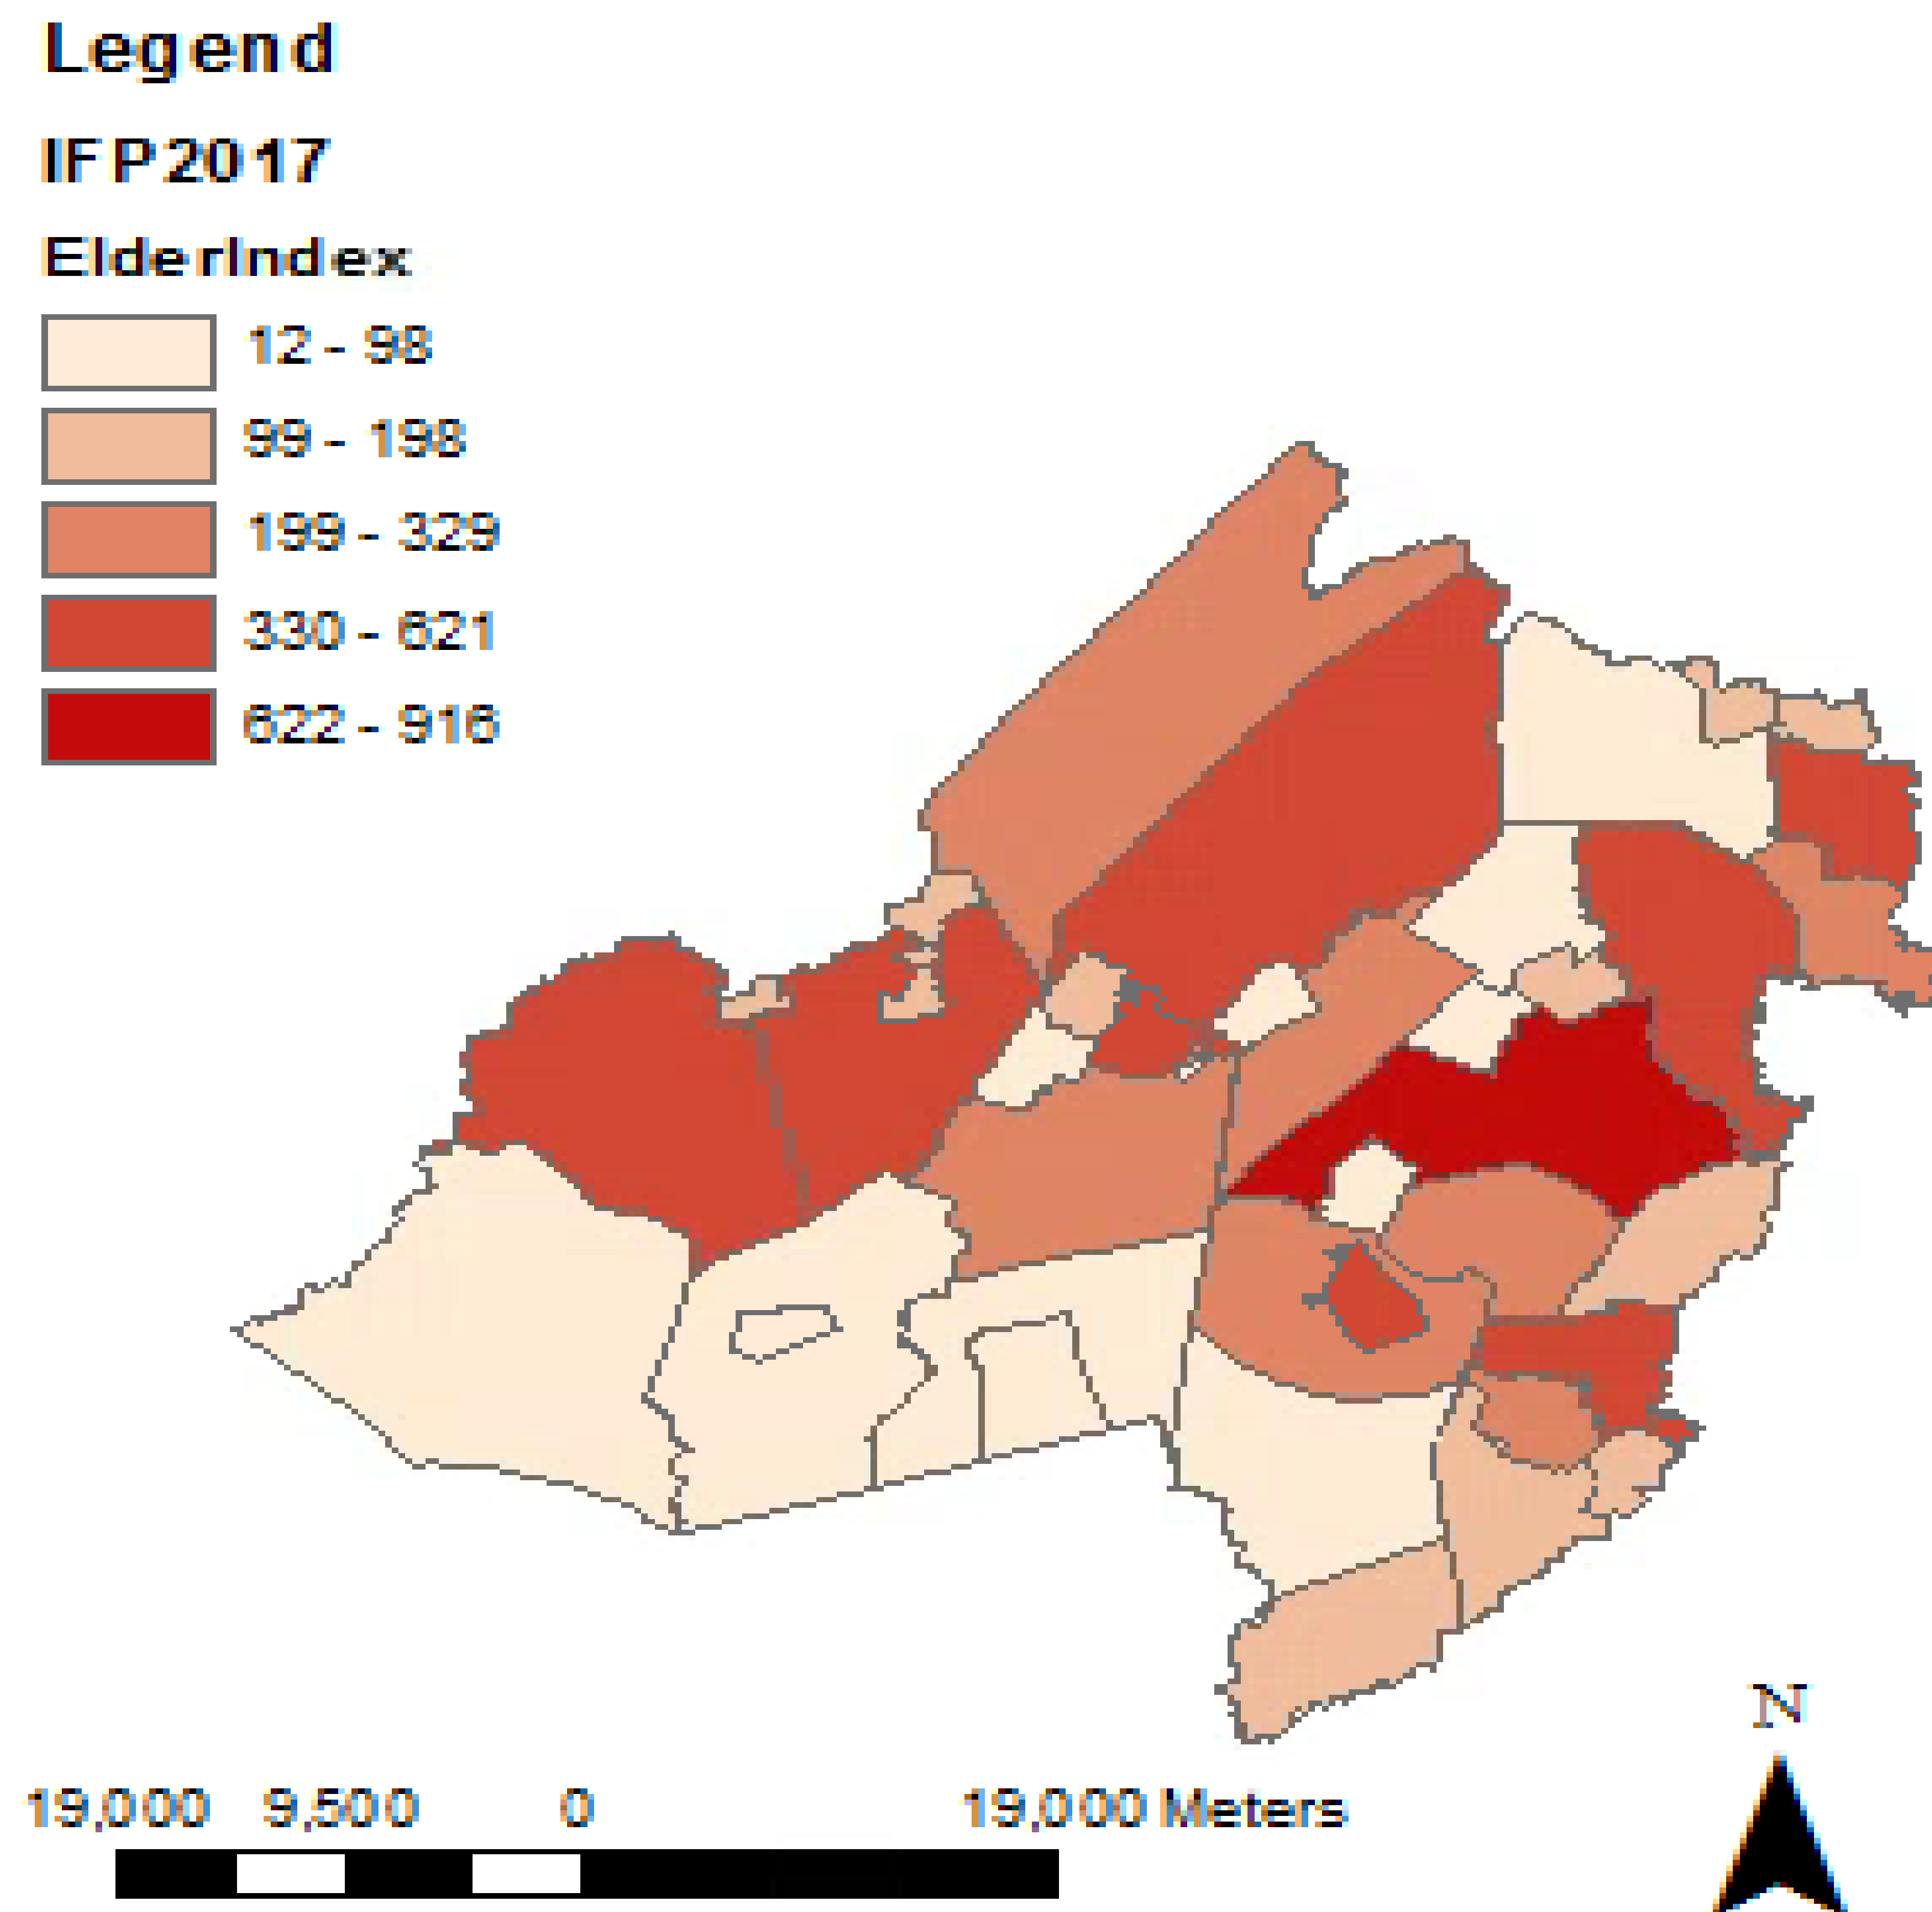 Legend
IFP2017
ElderIndex
12 - 98
99 - 198
199 - 329
330 - 621
622 - 916
N
19,000 9,500 0 19,000 Meters